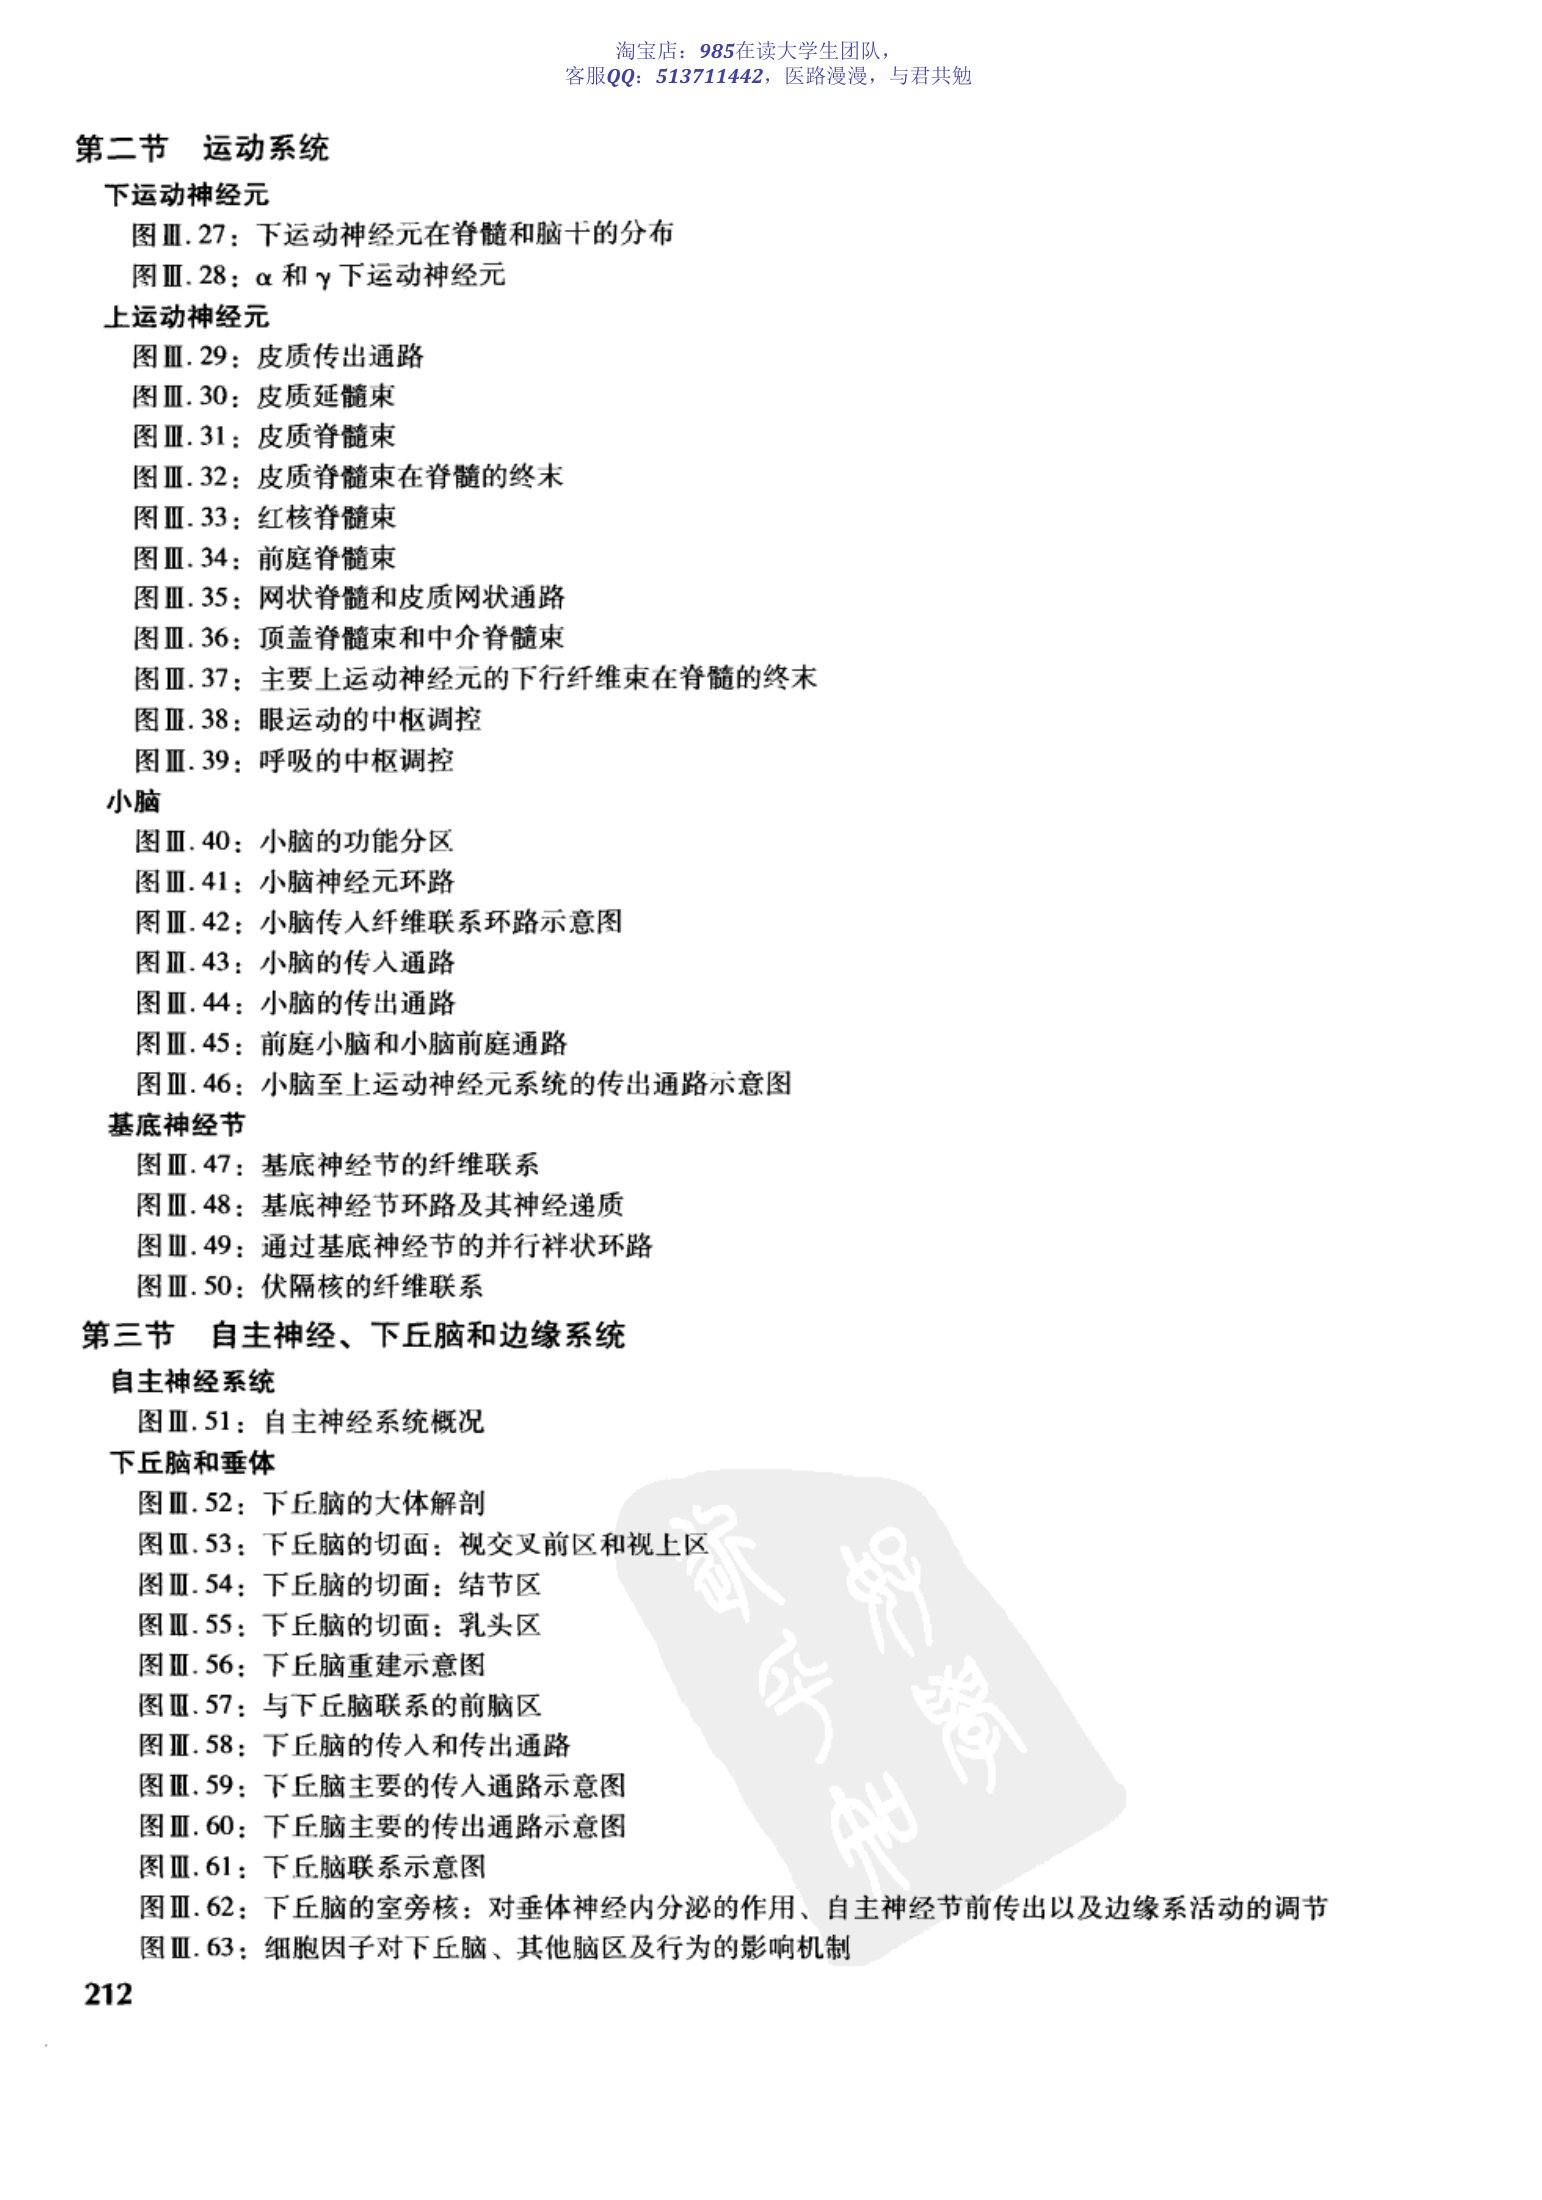 淘宝店：985在读大学生团队，
客服QQ：513711442，医路漫漫，与君共勉
第二节　运动系统
下运动神经元
图Ⅲ.27：下运动神经元在脊髓和脑干的分布
图Ⅲ.28：α和γ下运动神经元
上运动神经元
图Ⅲ.29：皮质传出通路
图Ⅲ.30：皮质延髓束
图Ⅲ.31：皮质脊髓束
图Ⅲ.32：皮质脊髓束在脊髓的终末
图Ⅲ.33：红核脊髓束
图Ⅲ.34：前庭脊髓束
图Ⅲ.35：网状脊髓和皮质网状通路
图Ⅲ.36：顶盖脊髓束和中介脊髓束
图Ⅲ.37：主要上运动神经元的下行纤维束在脊髓的终末
图Ⅲ.38：眼运动的中枢调控
图Ⅲ.39：呼吸的中枢调控
小脑
图Ⅲ.40：小脑的功能分区
图Ⅲ.41：小脑神经元环路
图Ⅲ.42：小脑传入纤维联系环路示意图
图Ⅲ.43：小脑的传入通路
图Ⅲ.44：小脑的传出通路
图Ⅲ.45：前庭小脑和小脑前庭通路
图Ⅲ.46：小脑至上运动神经元系统的传出通路示意图
基底神经节
图Ⅲ.47：基底神经节的纤维联系
图Ⅲ.48：基底神经节环路及其神经递质
图Ⅲ.49：通过基底神经节的并行袢状环路
图Ⅲ.50：伏隔核的纤维联系
第三节　自主神经、下丘脑和边缘系统
自主神经系统
图Ⅲ.51：自主神经系统概况
下丘脑和垂体
图Ⅲ.52：下丘脑的大体解剖
图Ⅲ.53：下丘脑的切面：视交叉前区和视上区
图Ⅲ.54：下丘脑的切面：结节区
图Ⅲ.55：下丘脑的切面：乳头区
图Ⅲ.56：下丘脑重建示意图
图Ⅲ.57：与下丘脑联系的前脑区
图Ⅲ.58：下丘脑的传入和传出通路
图Ⅲ.59：下丘脑主要的传入通路示意图
图Ⅲ.60：下丘脑主要的传出通路示意图
图Ⅲ.61：下丘脑联系示意图
图Ⅲ.62：下丘脑的室旁核：对垂体神经内分泌的作用、自主神经节前传出以及边缘系活动的调节
图Ⅲ.63：细胞因子对下丘脑、其他脑区及行为的影响机制
212